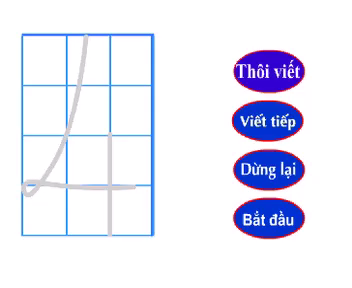 4
Thôi viết
Viết tiếp
Dừng lại
Bắt đầu